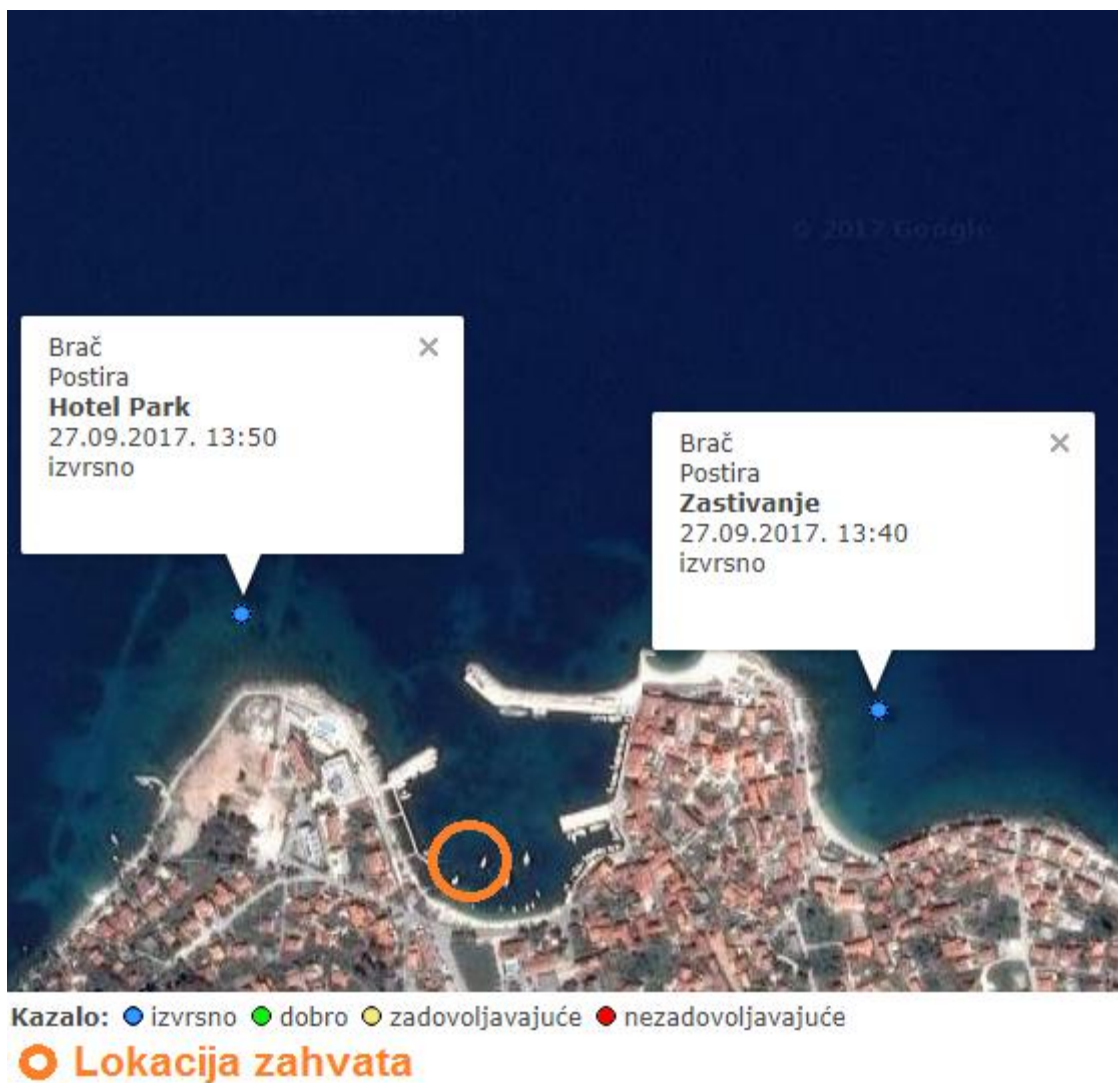 © 2017 Google
Brač
Postira
Hotel Park
27.09.2017. 13:50
izvrsno
Brač
Postira
Zastivanje
27.09.2017. 13:40
izvrsno
Kazalo: izvrsno dobro zadovoljavajuće nezadovoljavajuće
Lokacija zahvata